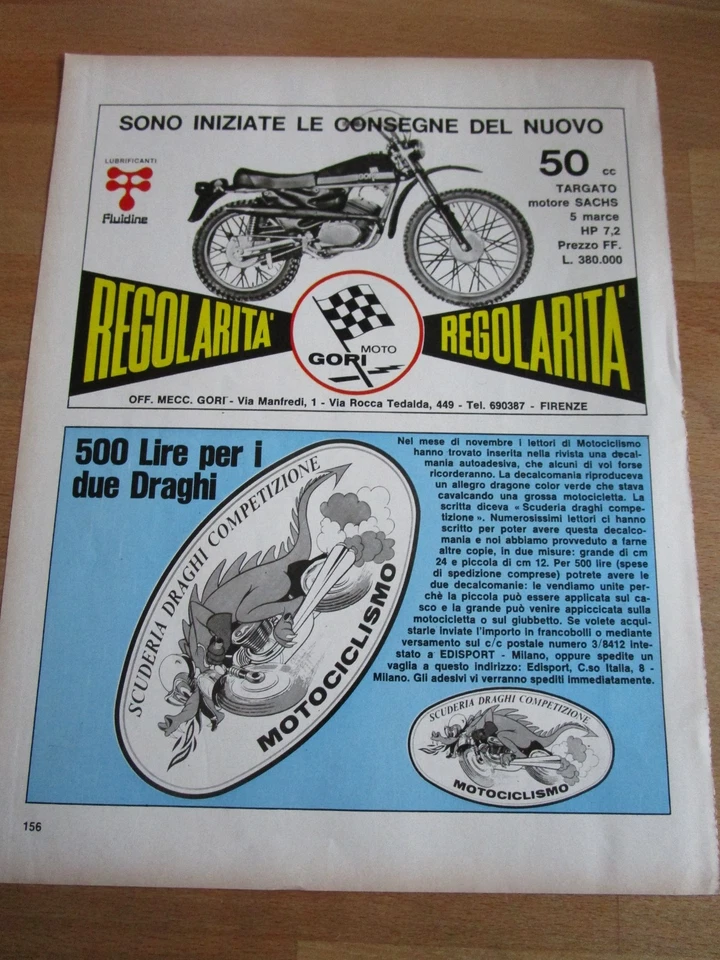 SONO INIZIATE LE CONSEGNE DEL NUOVO
LUBRIFICANTI
Fluidine
50 cc
TARGATO
motore SACHS
5 marce
HP 7,2
Prezzo FF.
L. 380.000
REGOLARITA'
GORI MOTO
REGOLARITA'
OFF. MECC. GORI - Via Manfredi, 1 - Via Rocca Tedalda, 449 - Tel. 690387 - FIRENZE
500 Lire per i
due Draghi
SCUDERIA DRAGHI COMPETIZIONE
MOTOCICLISMO
Nel mese di novembre i lettori di Motociclismo
hanno trovato inserita nella rivista una decal-
mania autoadesiva, che alcuni di voi forse
ricorderanno. La decalcomania riproduceva
un allegro dragone color verde che stava
cavalcando una grossa motocicletta. La
scritta diceva « Scuderia draghi compe-
tizione ». Numerosissimi lettori ci hanno
scritto per poter avere questa decalco-
mania e noi abbiamo provveduto a farne
altre copie, in due misure: grande di cm
24 e piccola di cm 12. Per 500 lire (spese
di spedizione comprese) potrete avere le
due decalcomanie: le vendiamo unite per-
chè la piccola può essere applicata sul ca-
sco e la grande può venire appiccicata sulla
motocicletta o sul giubbetto. Se volete acqui-
starle inviate l'importo in francobolli o mediante
versamento sul c/c postale numero 3/8412 inte-
stato a EDISPORT - Milano, oppure spedite un
vaglia a questo indirizzo: Edisport, C.so Italia, 8 -
Milano. Gli adesivi vi verranno spediti immediatamente.
SCUDERIA DRAGHI COMPETIZIONE
MOTOCICLISMO
156